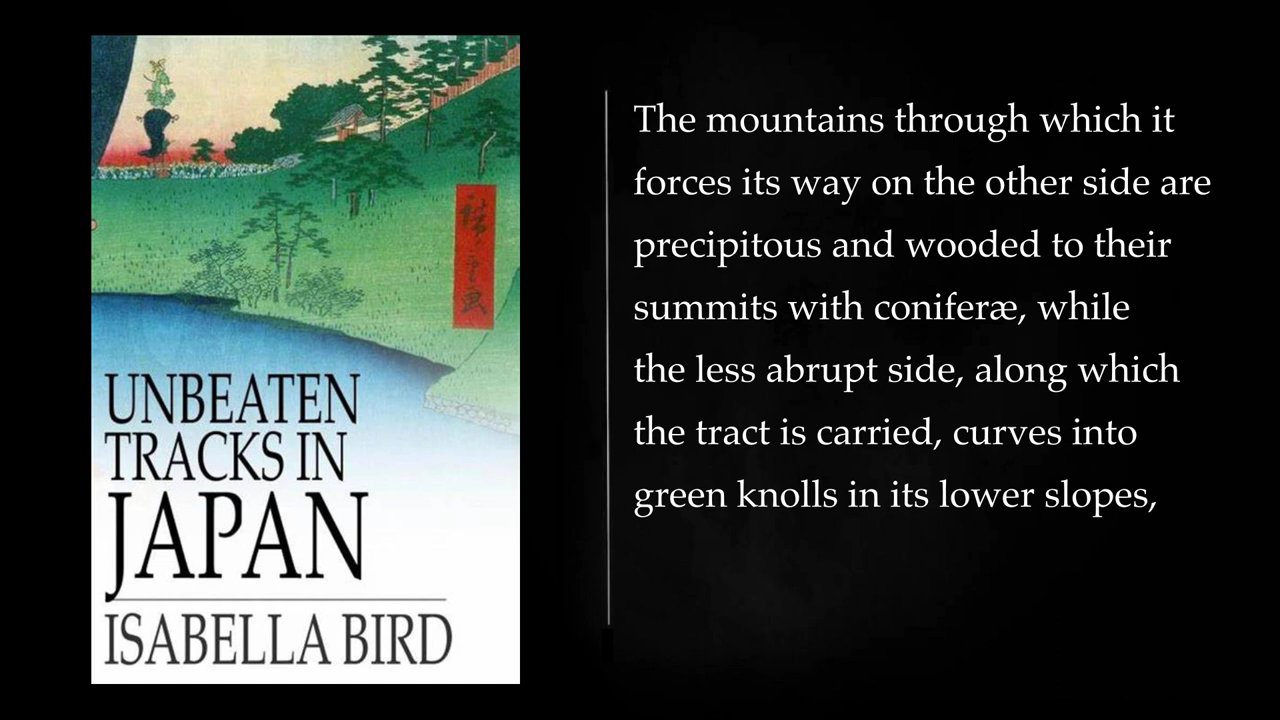 UNBEATEN
TRACKS IN
JAPAN
ISABELLA BIRD
The mountains through which it
forces its way on the other side are
precipitous and wooded to their
summits with coniferæ, while
the less abrupt side, along which
the tract is carried, curves into
green knolls in its lower slopes,